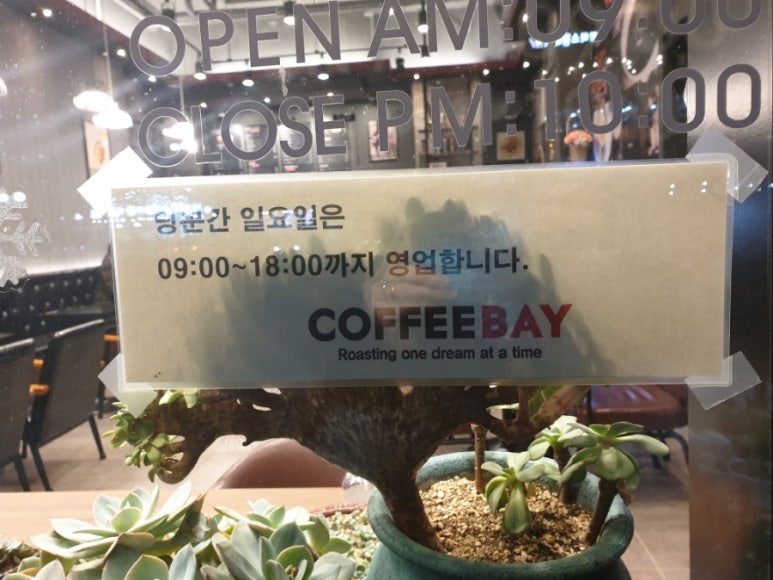 OPEN AM:09:00
CLOSE PM:10:00
당분간 일요일은
09:00~18:00까지 영업합니다.
COFFEEBAY
Roasting one dream at a time